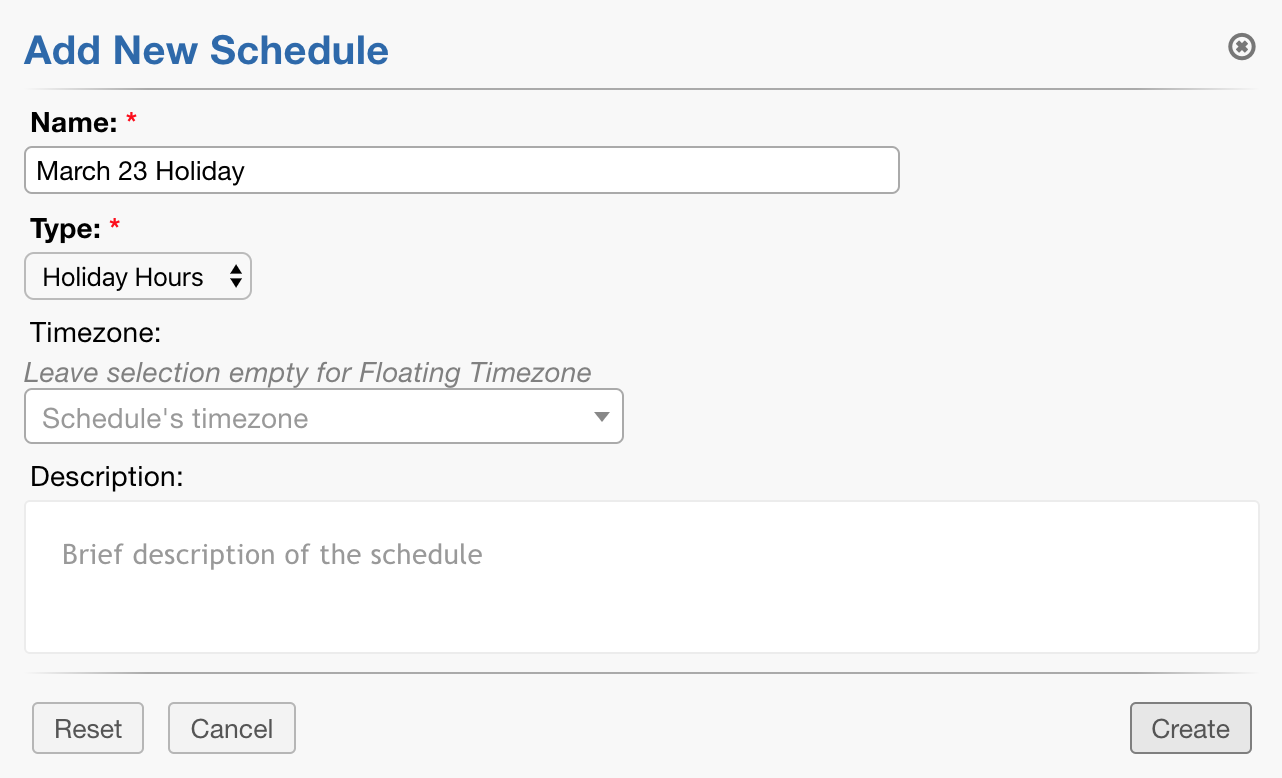 Add New Schedule
Name: *
March 23 Holiday
Type: *
Holiday Hours
Timezone:
Leave selection empty for Floating Timezone
Schedule's timezone
Description:
Brief description of the schedule
Reset Cancel Create